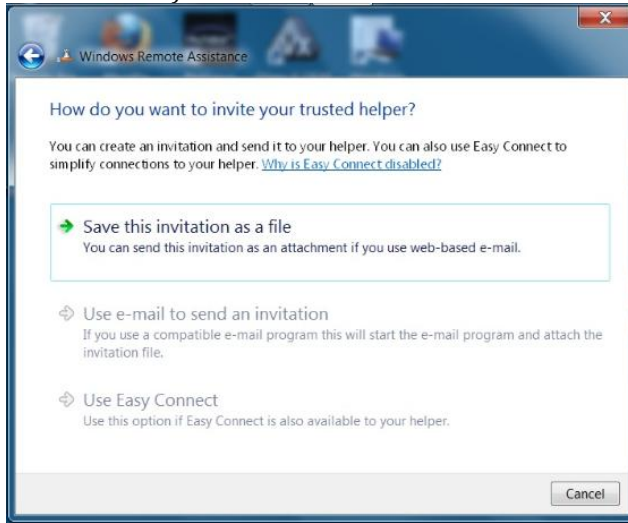 Windows Remote Assistance
How do you want to invite your trusted helper?
You can create an invitation and send it to your helper. You can also use Easy Connect to
simplify connections to your helper. Why is Easy Connect disabled?
Save this invitation as a file
You can send this invitation as an attachment if you use web-based e-mail.
Use e-mail to send an invitation
If you use a compatible e-mail program this will start the e-mail program and attach the
invitation file.
Use Easy Connect
Use this option if Easy Connect is also available to your helper.
Cancel